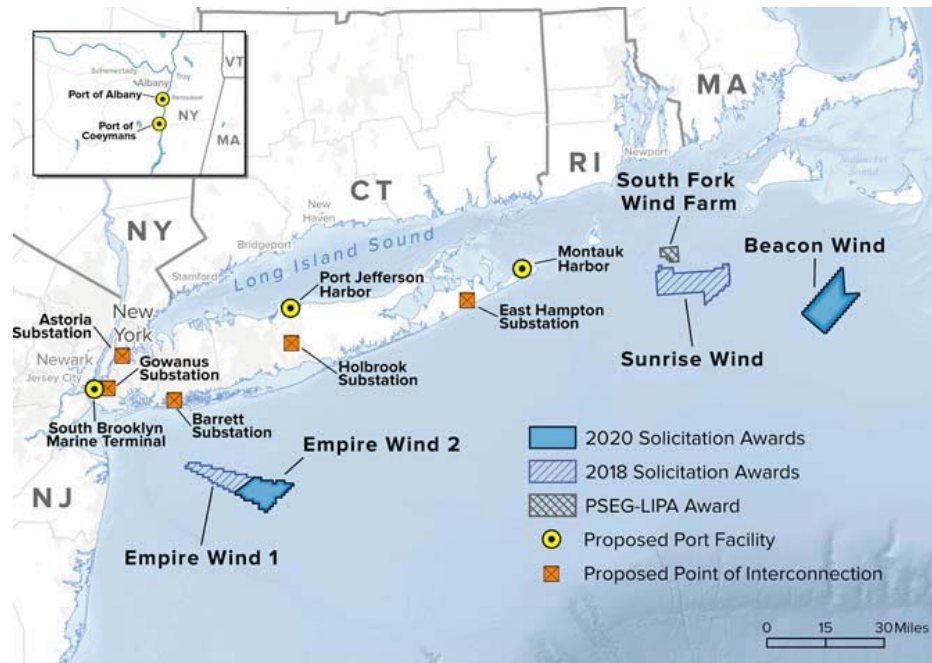 VT
Schenectady
Troy
Albany
Port of Albany
Rensselaer
NY
Port of
Coeymans
MA
MA
RI
Newport
CT
South Fork
Wind Farm
NY
New
Haven
Bridgeport
Long Island Sound
Beacon Wind
Stamford
Montauk
Harbor
Port Jefferson
Harbor
East Hampton
Substation
New
York
Astoria
Substation
Sunrise Wind
Newark
Gowanus
Substation
Holbrook
Substation
Jersey City
South Brooklyn
Marine Terminal
Barrett
Substation
Empire Wind 2
NJ
Empire Wind 1
2020 Solicitation Awards
2018 Solicitation Awards
PSEG-LIPA Award
Proposed Port Facility
Proposed Point of Interconnection
0 15 30 Miles